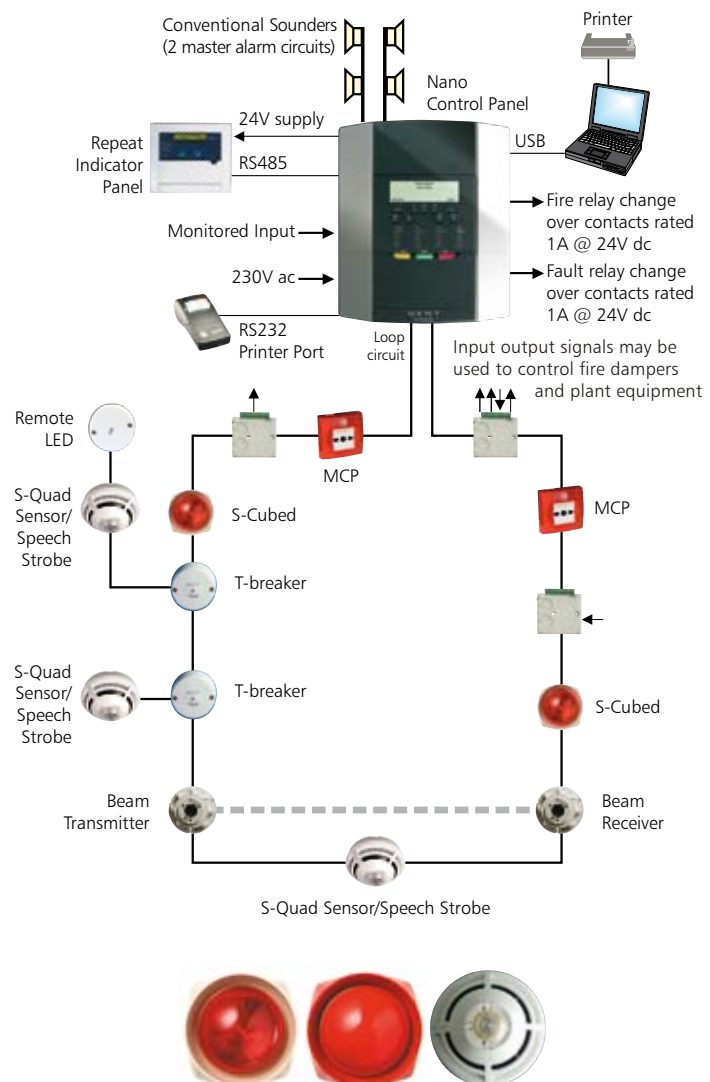 Conventional Sounders
(2 master alarm circuits)
Printer
Nano
Control Panel
24V supply
Repeat
Indicator
Panel
RS485
USB
Monitored Input
Fire relay change
over contacts rated
1A @ 24V dc
230V ac
Fault relay change
over contacts rated
1A @ 24V dc
RS232
Printer Port
Loop
circuit
Input output signals may be
used to control fire dampers
and plant equipment
Remote
LED
MCP
S-Quad
Sensor/
Speech
Strobe
S-Cubed
MCP
T-breaker
S-Quad
Sensor/
Speech
Strobe
T-breaker
S-Cubed
Beam
Transmitter
Beam
Receiver
S-Quad Sensor/Speech Strobe